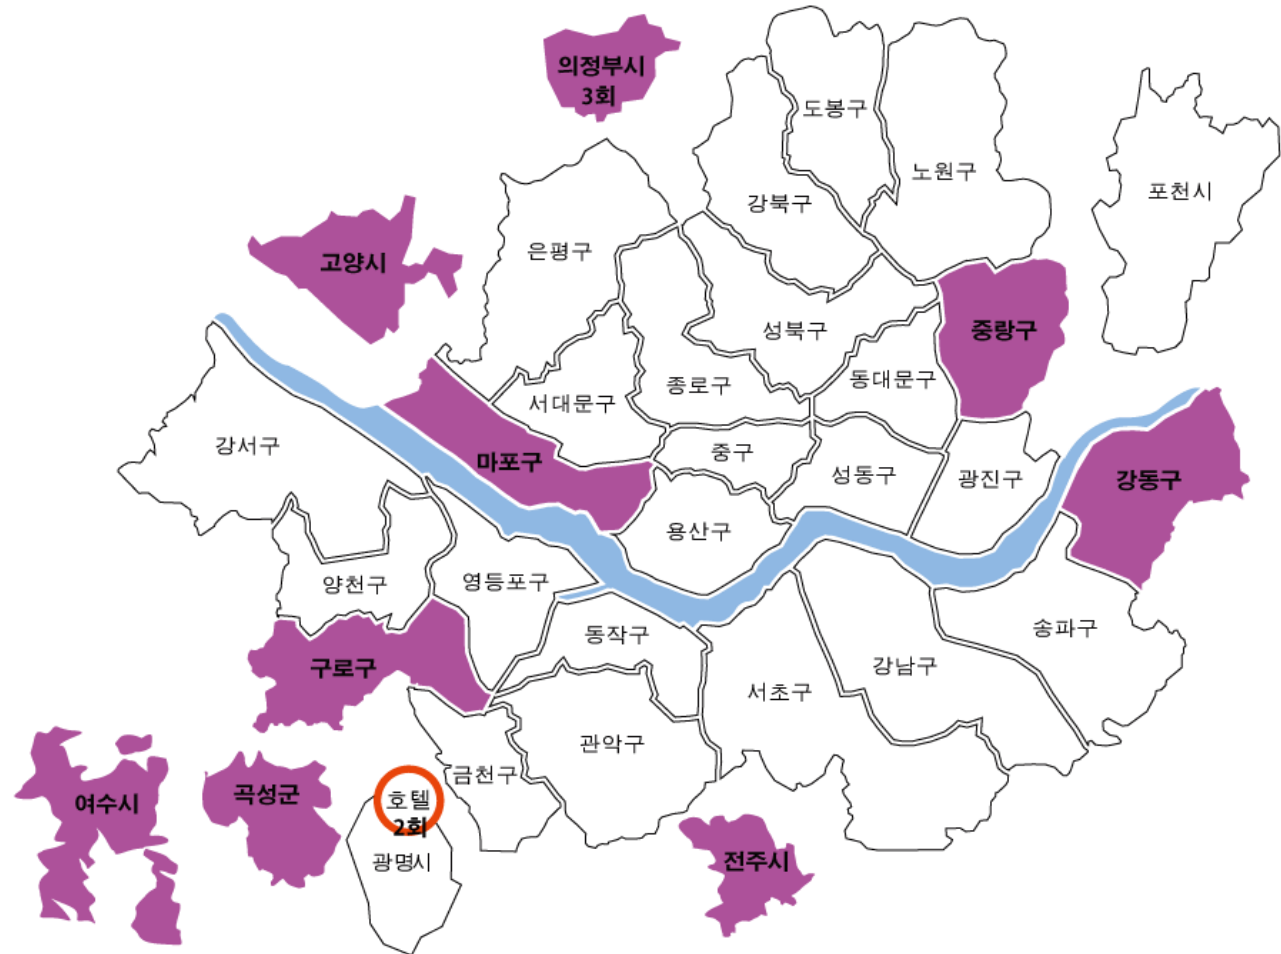 의정부시
3회
도봉구
노원구
포천시
강북구
은평구
고양시
성북구
중랑구
종로구
동대문구
서대문구
강서구
마포구
중구
성동구
광진구
강동구
용산구
양천구
영등포구
동작구
송파구
구로구
강남구
서초구
관악구
금천구
여수시
곡성군
호텔
2회
광명시
전주시